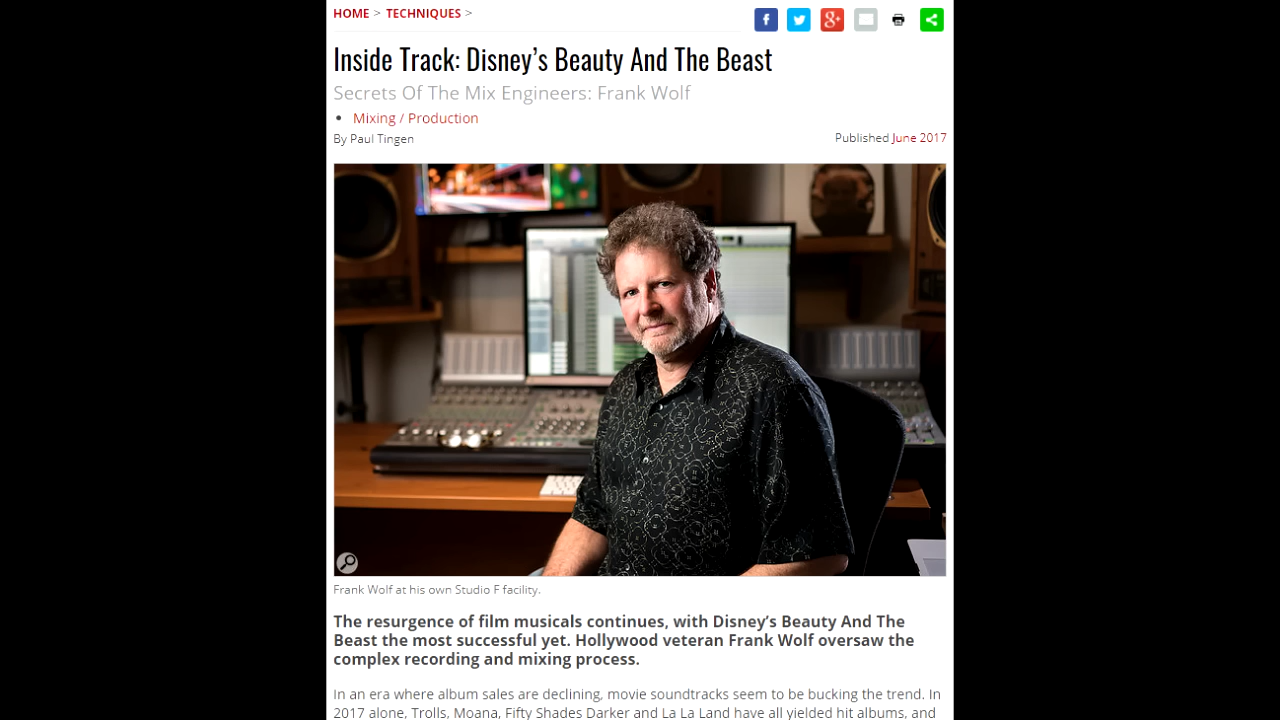 HOME > TECHNIQUES >
Inside Track: Disney’s Beauty And The Beast
Secrets Of The Mix Engineers: Frank Wolf
• Mixing / Production
By Paul Tingen
Published June 2017
Frank Wolf at his own Studio F facility.
The resurgence of film musicals continues, with Disney’s Beauty And The
Beast the most successful yet. Hollywood veteran Frank Wolf oversaw the
complex recording and mixing process.
In an era where album sales are declining, movie soundtracks seem to be bucking the trend. In
2017 alone, Trolls, Moana, Fifty Shades Darker and La La Land have all yielded hit albums, and